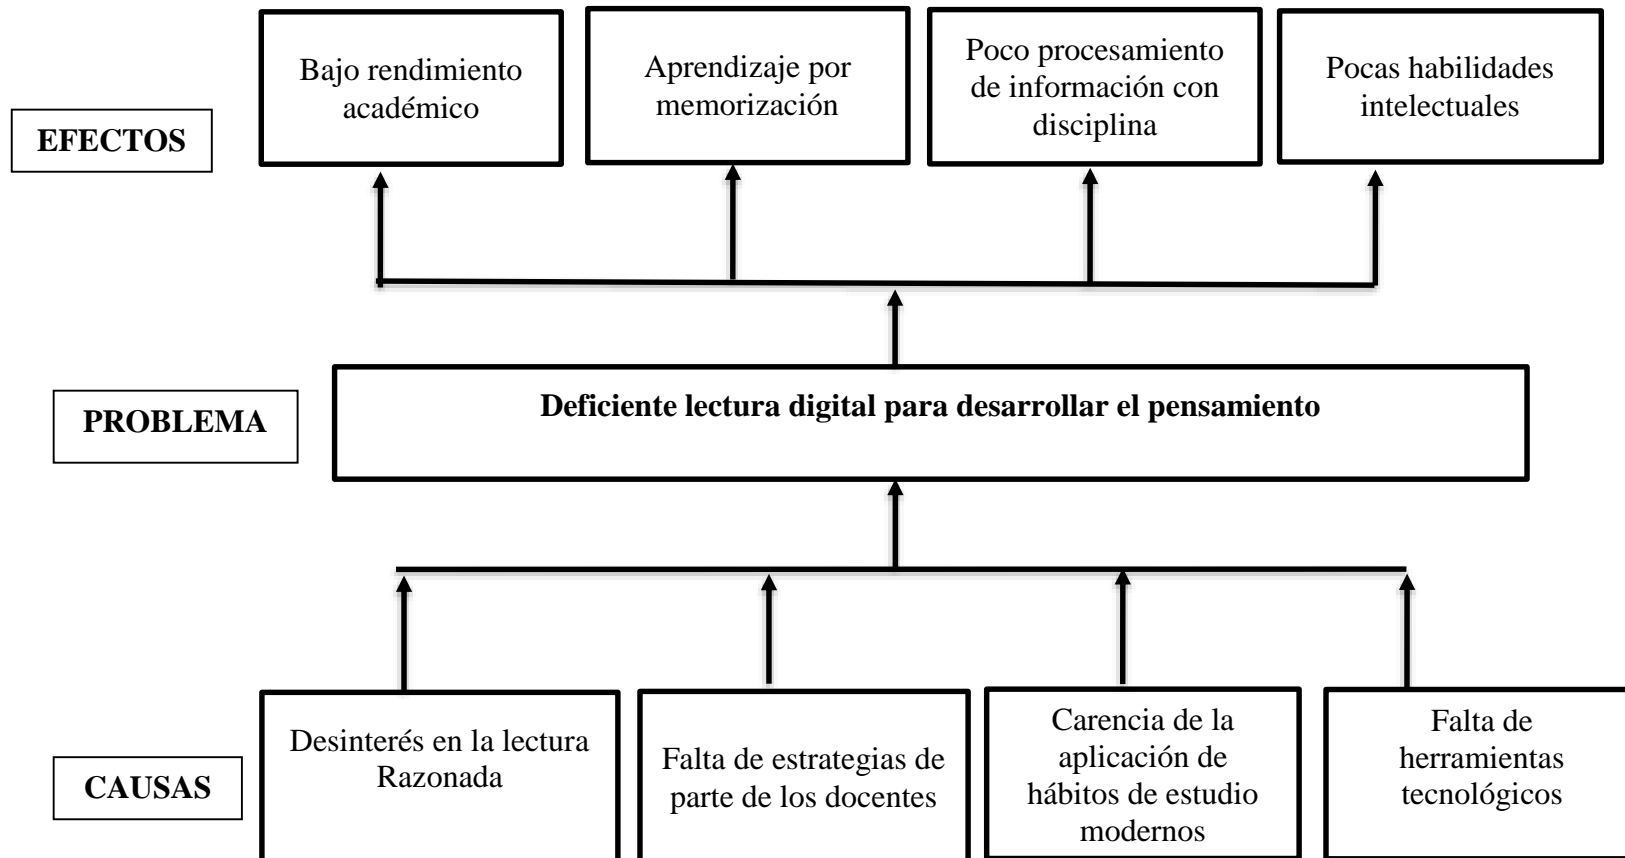 Bajo rendimiento
académico
Aprendizaje por
memorización
Poco procesamiento
de información con
disciplina
Pocas habilidades
intelectuales
EFECTOS
PROBLEMA
Deficiente lectura digital para desarrollar el pensamiento
CAUSAS
Desinterés en la lectura
Razonada
Falta de estrategias de
parte de los docentes
Carencia de la
aplicación de
hábitos de estudio
modernos
Falta de
herramientas
tecnológicos